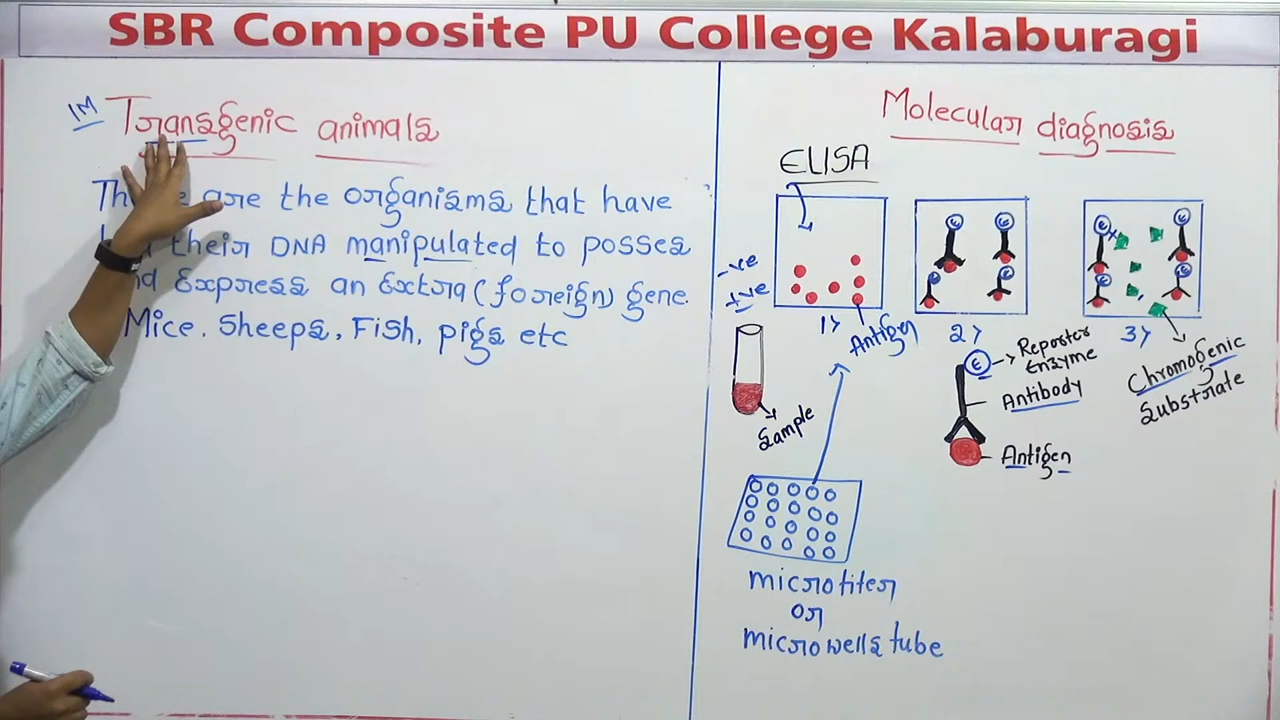 SBR Composite PU College Kalaburagi
1M
Transgenic animals
are the organisms that have
their DNA manipulated to posses
Express an Extra (foreign) gene.
Mice, Sheeps, Fish, pigs etc
Molecular diagnosis
ELISA
-ve
+ve
1>
Antigen
2>
3>
E
E
E
E
E
E
E
E
Sample
E
Reporter
Enzyme
Antibody
Antigen
Chromogenic
Substrate
microtiter
or
microwells tube